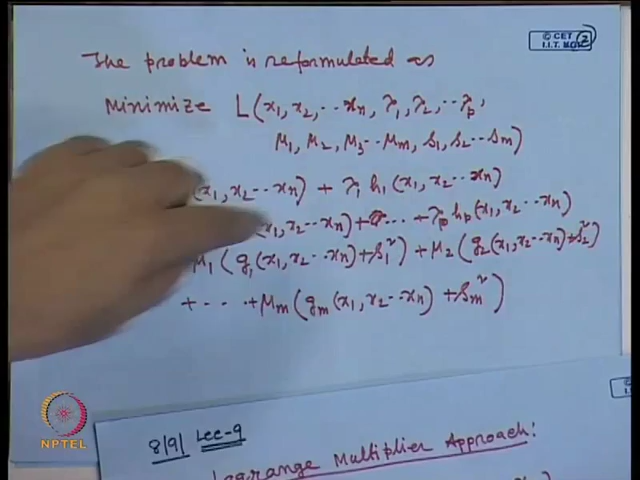 © CET
I.I.T. KGP
2
The problem is reformulated as
Minimize L(x1, x2, ·· xn, λ1, λ2, ·· λp,
μ1, μ2, μ3 ·· μm, s1, s2 ·· sm)
(x1, x2 ·· xn) + λ1 h1(x1, x2 ·· xn)
(x1, x2 ·· xn) + ··· + λp hp(x1, x2 ·· xn)
μ1(g1(x1, x2 ·· xn) + s1²) + μ2(g2(x1, x2 ·· xn) + s2²)
+ ·· ·· + μm(gm(x1, x2 ·· xn) + sm²)
8/9/ Lec-9
Lagrange Multiplier Approach:
NPTEL